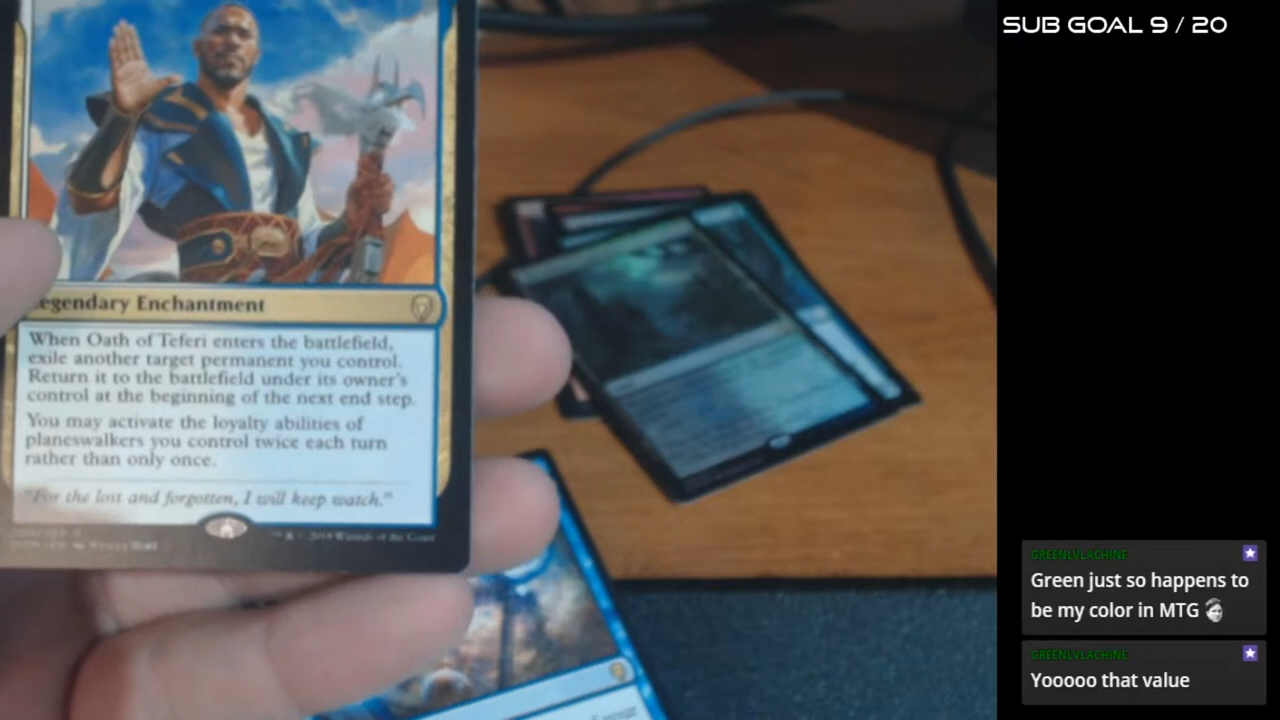 SUB GOAL 9 / 20
egendary Enchantment
When Oath of Teferi enters the battlefield,
exile another target permanent you control.
Return it to the battlefield under its owner's
control at the beginning of the next end step.
You may activate the loyalty abilities of
planeswalkers you control twice each turn
rather than only once.
"For the lost and forgotten, I will keep watch."
GREENLVLACHINE
Green just so happens to
be my color in MTG
GREENLVLACHINE
Yooooo that value